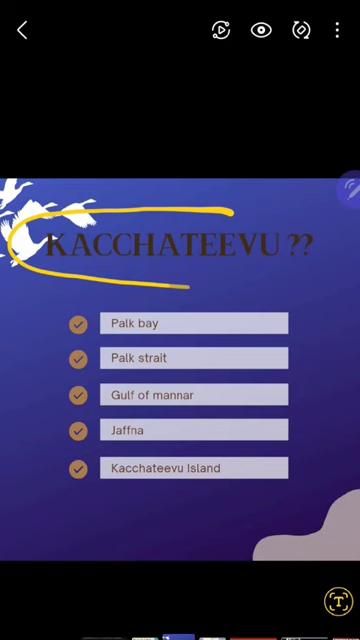 KACCHATEEVU ??
Palk bay
Palk strait
Gulf of mannar
Jaffna
Kacchateevu Island
T